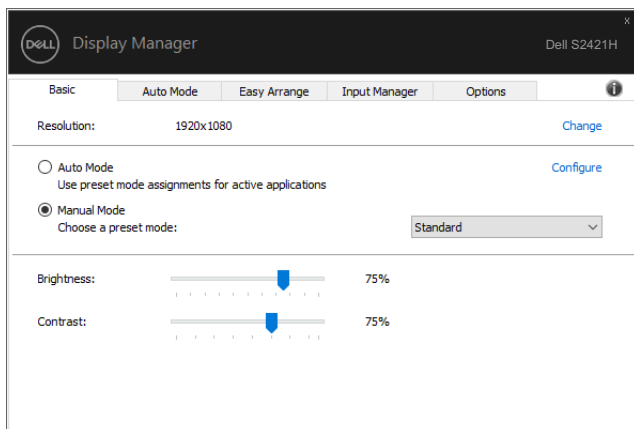 x
DELL Display Manager Dell S2421H
Basic Auto Mode Easy Arrange Input Manager Options i
Resolution: 1920x1080 Change
Auto Mode Configure
Use preset mode assignments for active applications
Manual Mode
Choose a preset mode: Standard
Brightness: 75%
Contrast: 75%